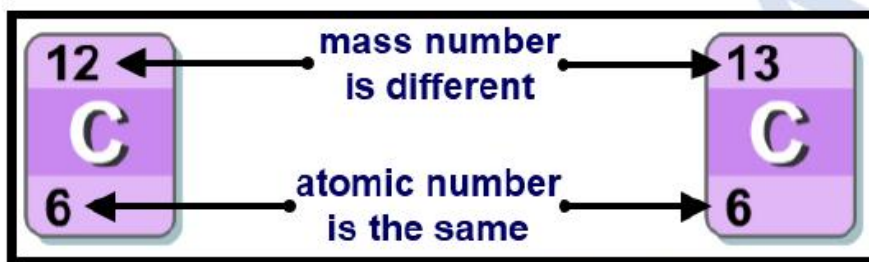 12
C
6
mass number
is different
atomic number
is the same
13
C
6